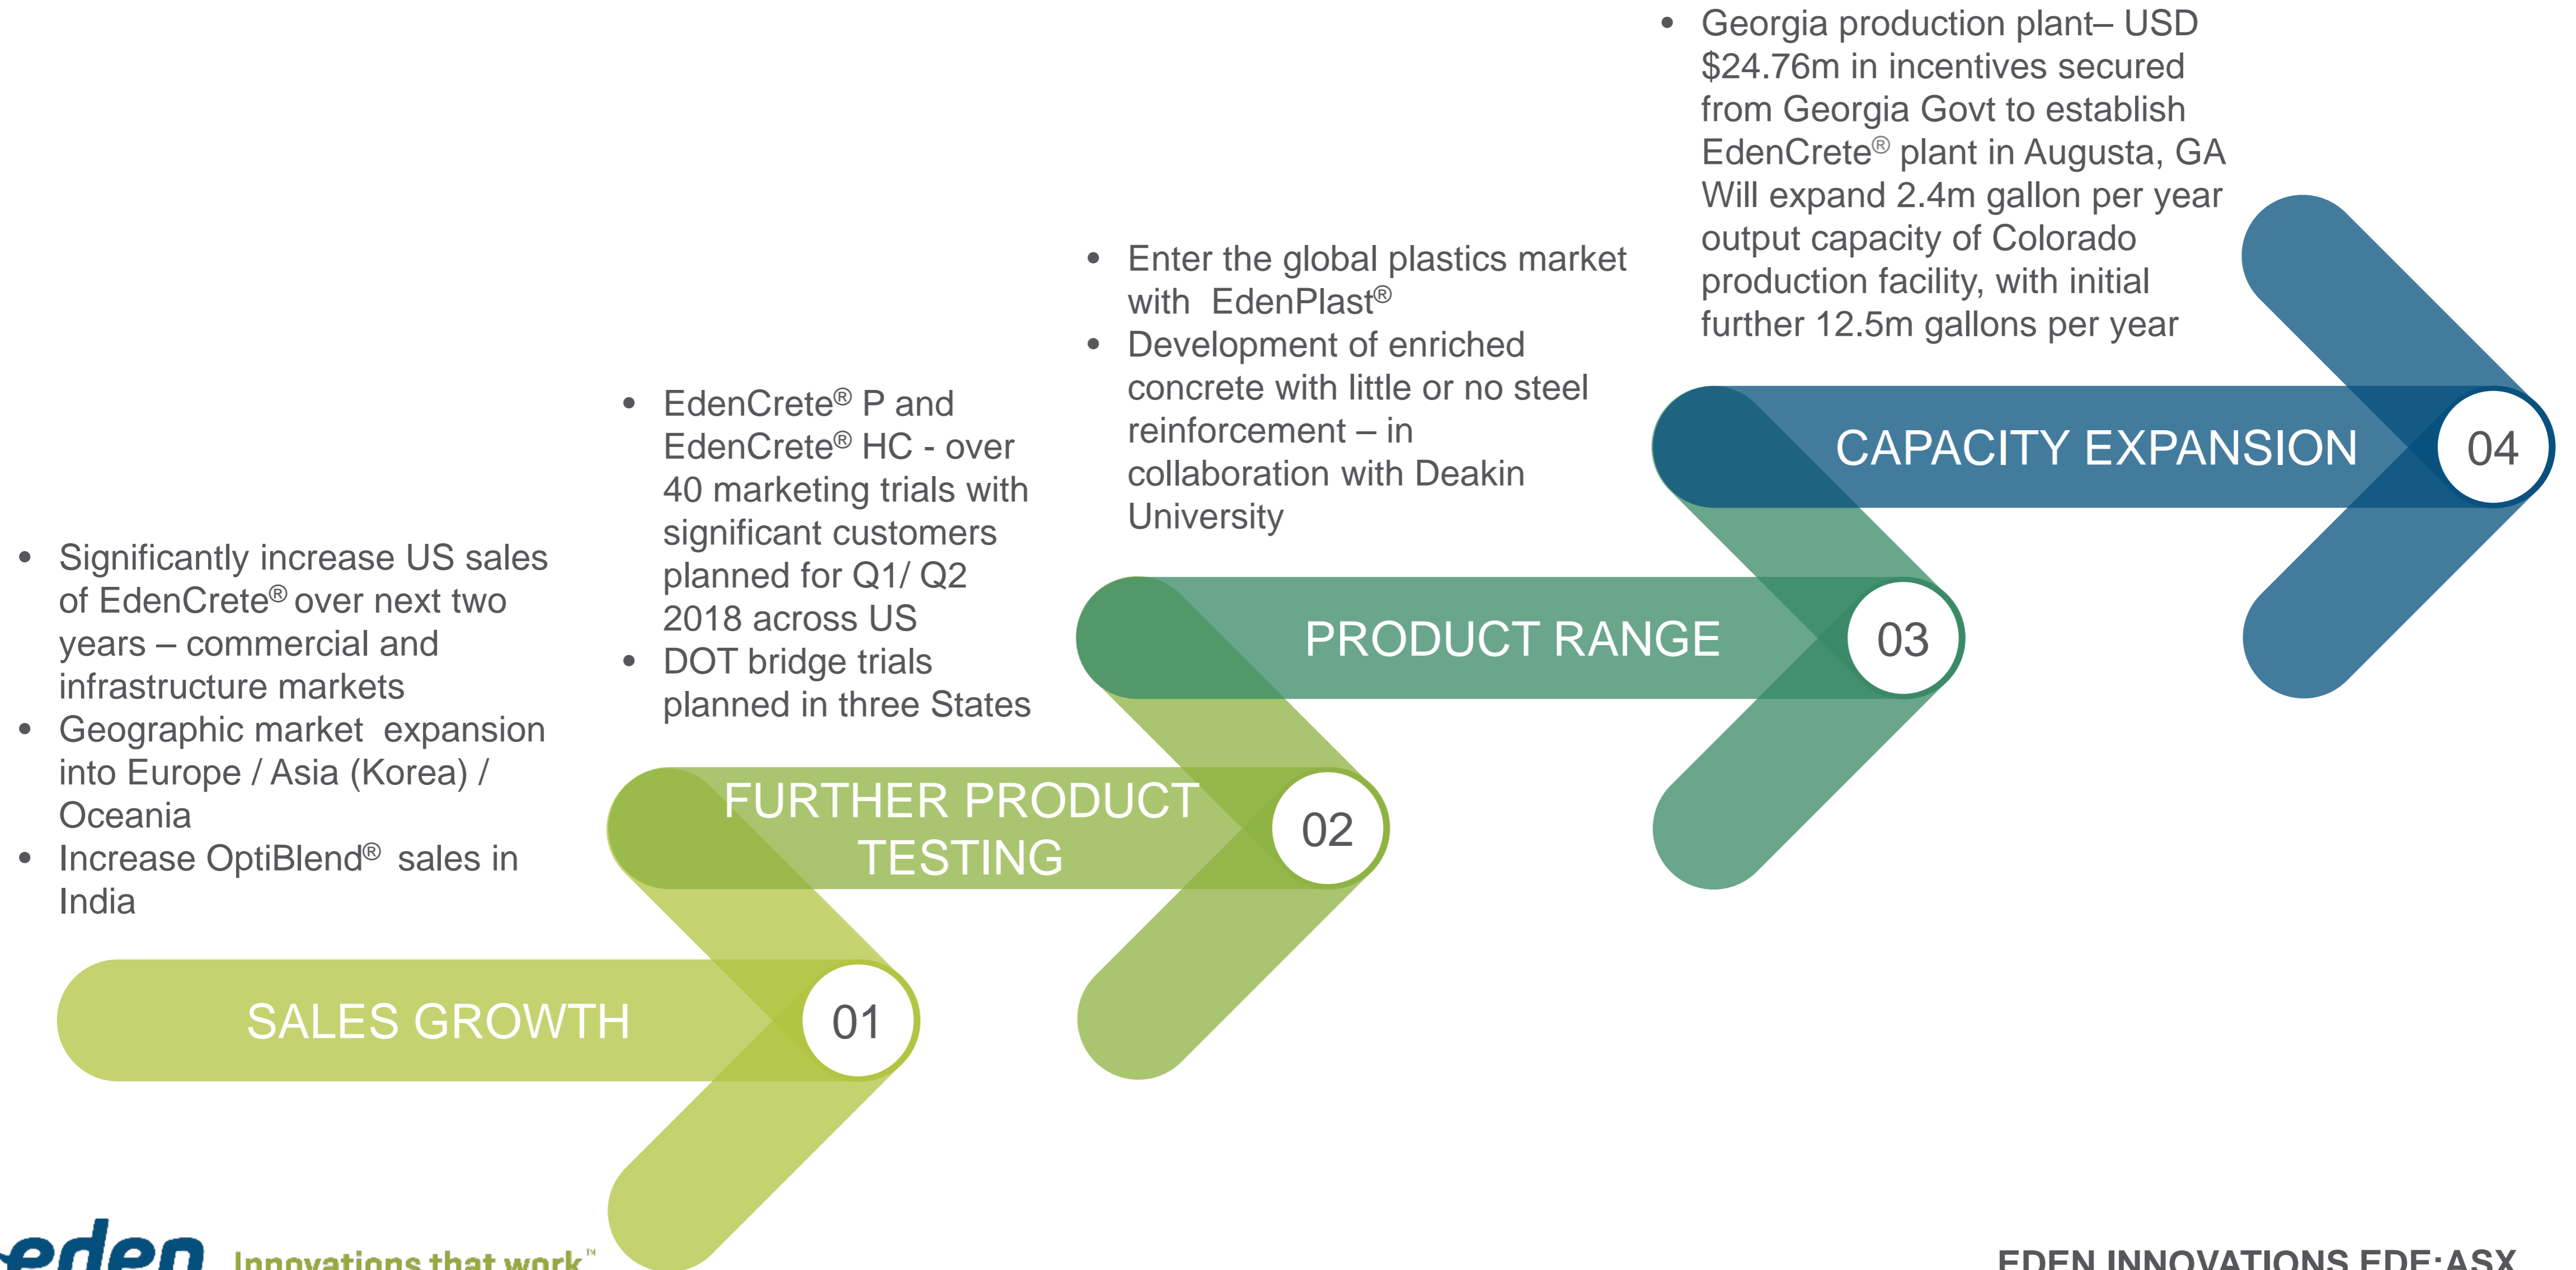 • Significantly increase US sales
of EdenCrete® over next two
years – commercial and
infrastructure markets
• Geographic market expansion
into Europe / Asia (Korea) /
Oceania
• Increase OptiBlend® sales in
India
SALES GROWTH
01
• EdenCrete® P and
EdenCrete® HC - over
40 marketing trials with
significant customers
planned for Q1/ Q2
2018 across US
• DOT bridge trials
planned in three States
FURTHER PRODUCT
TESTING
02
• Enter the global plastics market
with EdenPlast®
• Development of enriched
concrete with little or no steel
reinforcement – in
collaboration with Deakin
University
PRODUCT RANGE
03
• Georgia production plant– USD
$24.76m in incentives secured
from Georgia Govt to establish
EdenCrete® plant in Augusta, GA
Will expand 2.4m gallon per year
output capacity of Colorado
production facility, with initial
further 12.5m gallons per year
CAPACITY EXPANSION
04
eden
Innovations that work™
EDEN INNOVATIONS EDE:ASX